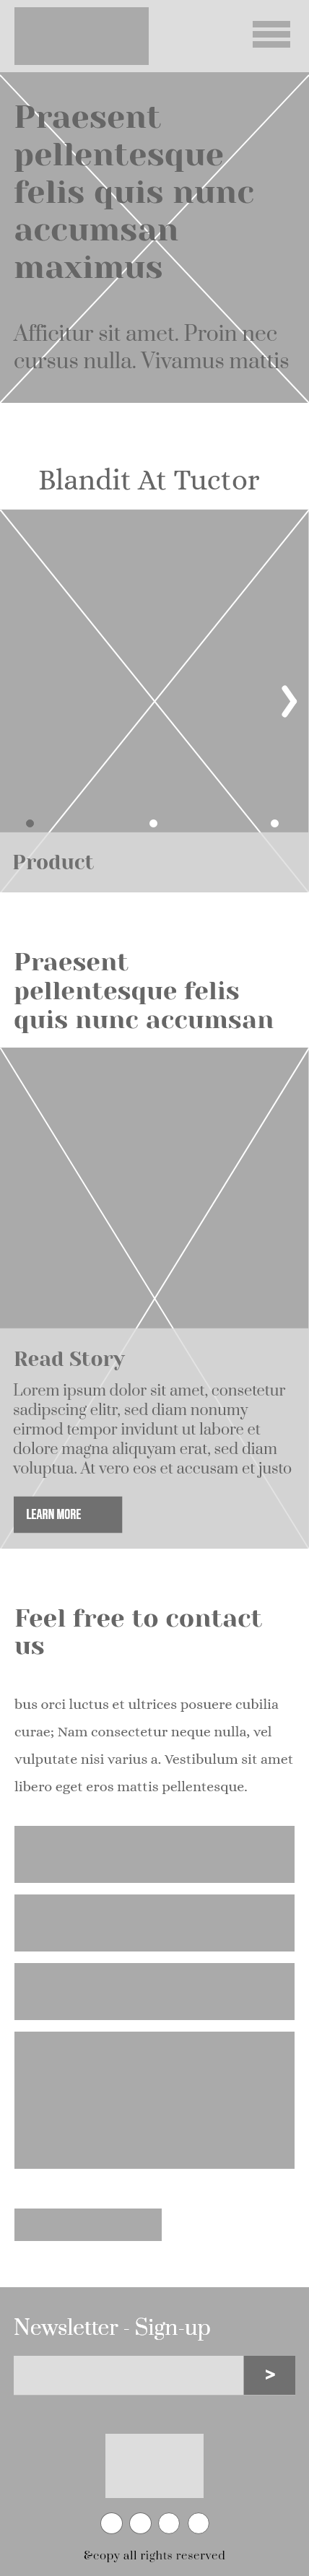 Praesent
pellentesque
felis quis nunc
accumsan
maximus
Afficitur sit amet. Proin nec
cursus nulla. Vivamus mattis
Blandit At Tuctor
Product
Praesent
pellentesque felis
quis nunc accumsan
Read Story
Lorem ipsum dolor sit amet, consetetur
sadipscing elitr, sed diam nonumy
eirmod tempor invidunt ut labore et
dolore magna aliquyam erat, sed diam
voluptua. At vero eos et accusam et justo
LEARN MORE
Feel free to contact
us
bus orci luctus et ultrices posuere cubilia
curae; Nam consectetur neque nulla, vel
vulputate nisi varius a. Vestibulum sit amet
libero eget eros mattis pellentesque.
Newsletter - Sign-up
>
&copy all rights reserved